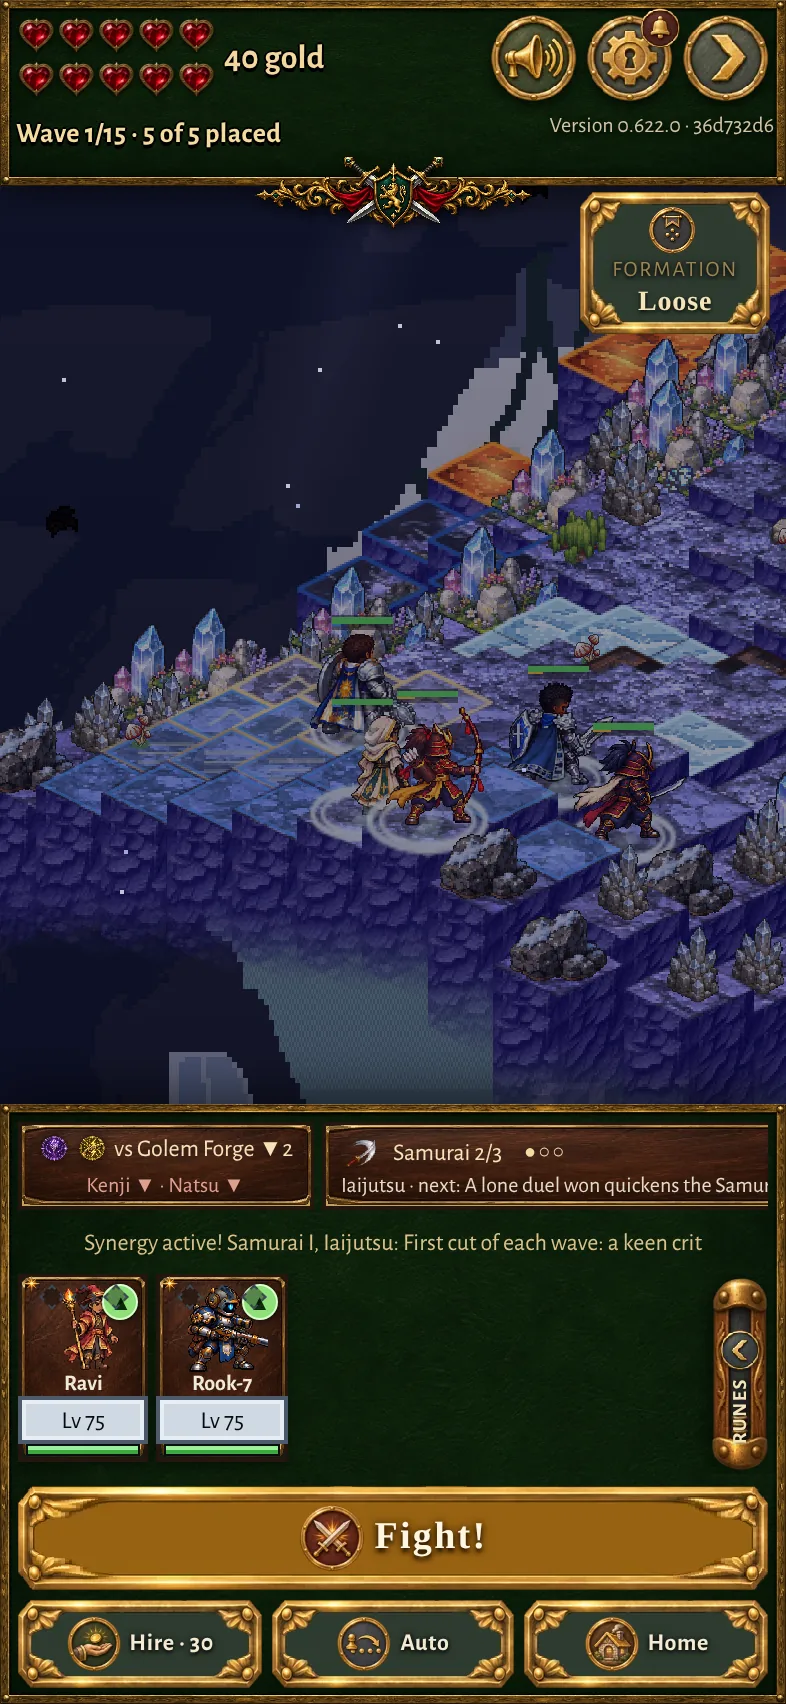 40 gold
Wave 1/15 · 5 of 5 placed
Version 0.622.0 · 36d732d6
FORMATION
Loose
vs Golem Forge ▼2
Kenji ▼ · Natsu ▼
Samurai 2/3 ●○○
Iaijutsu · next: A lone duel won quickens the Samur
Synergy active! Samurai I, Iaijutsu: First cut of each wave: a keen crit
Ravi
Lv 75
Rook-7
Lv 75
RUNES
Fight!
Hire · 30
Auto
Home